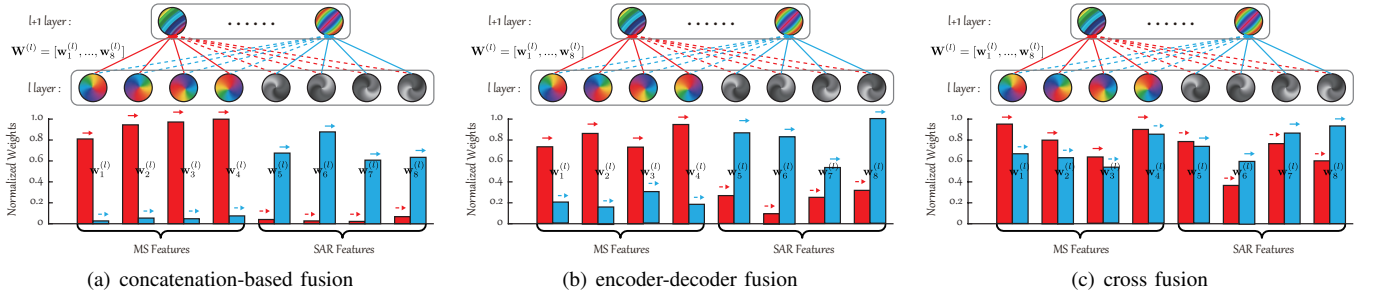 l+1 layer :
W^(l) = [w_1^(l), ..., w_8^(l)]
l layer :
Normalized Weights
1.0
0.8
0.6
0.4
0.2
0
w_1^(l) w_2^(l) w_3^(l) w_4^(l) w_5^(l) w_6^(l) w_7^(l) w_8^(l)
MS Features SAR Features
(a) concatenation-based fusion
l+1 layer :
W^(l) = [w_1^(l), ..., w_8^(l)]
l layer :
Normalized Weights
1.0
0.8
0.6
0.4
0.2
0
w_1^(l) w_2^(l) w_3^(l) w_4^(l) w_5^(l) w_6^(l) w_7^(l) w_8^(l)
MS Features SAR Features
(b) encoder-decoder fusion
l+1 layer :
W^(l) = [w_1^(l), ..., w_8^(l)]
l layer :
Normalized Weights
1.0
0.8
0.6
0.4
0.2
0
w_1^(l) w_2^(l) w_3^(l) w_4^(l) w_5^(l) w_6^(l) w_7^(l) w_8^(l)
MS Features SAR Features
(c) cross fusion